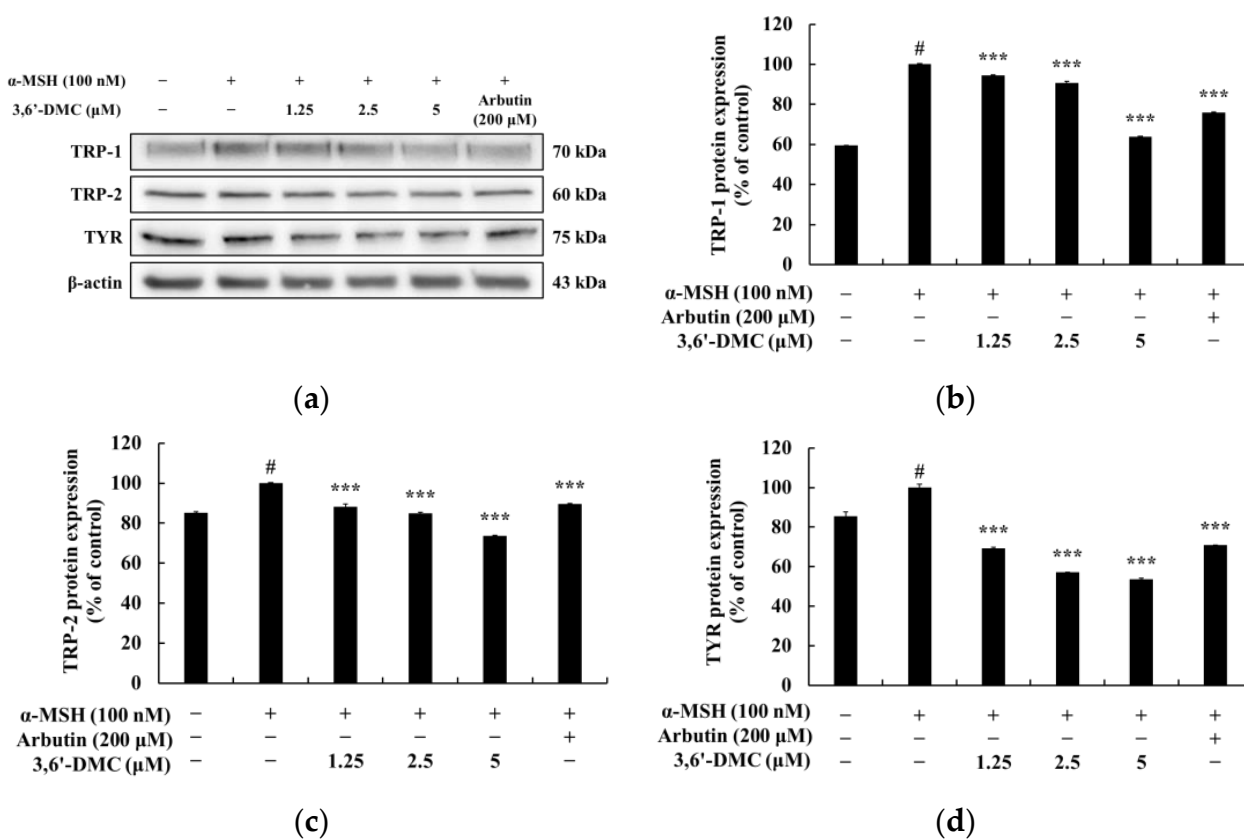 α-MSH (100 nM) − + + + + +
3,6'-DMC (μM) − − 1.25 2.5 5 Arbutin (200 μM)
TRP-1 70 kDa
TRP-2 60 kDa
TYR 75 kDa
β-actin 43 kDa
(a)
TRP-1 protein expression
(% of control)
120
100
80
60
40
20
0
# *** *** *** ***
α-MSH (100 nM) − + + + + +
Arbutin (200 μM) − − − − − +
3,6'-DMC (μM) − − 1.25 2.5 5 −
(b)
TRP-2 protein expression
(% of control)
120
100
80
60
40
20
0
# *** *** *** ***
α-MSH (100 nM) − + + + + +
Arbutin (200 μM) − − − − − +
3,6'-DMC (μM) − − 1.25 2.5 5 −
(c)
TYR protein expression
(% of control)
120
100
80
60
40
20
0
# *** *** *** ***
α-MSH (100 nM) − + + + + +
Arbutin (200 μM) − − − − − +
3,6'-DMC (μM) − − 1.25 2.5 5 −
(d)